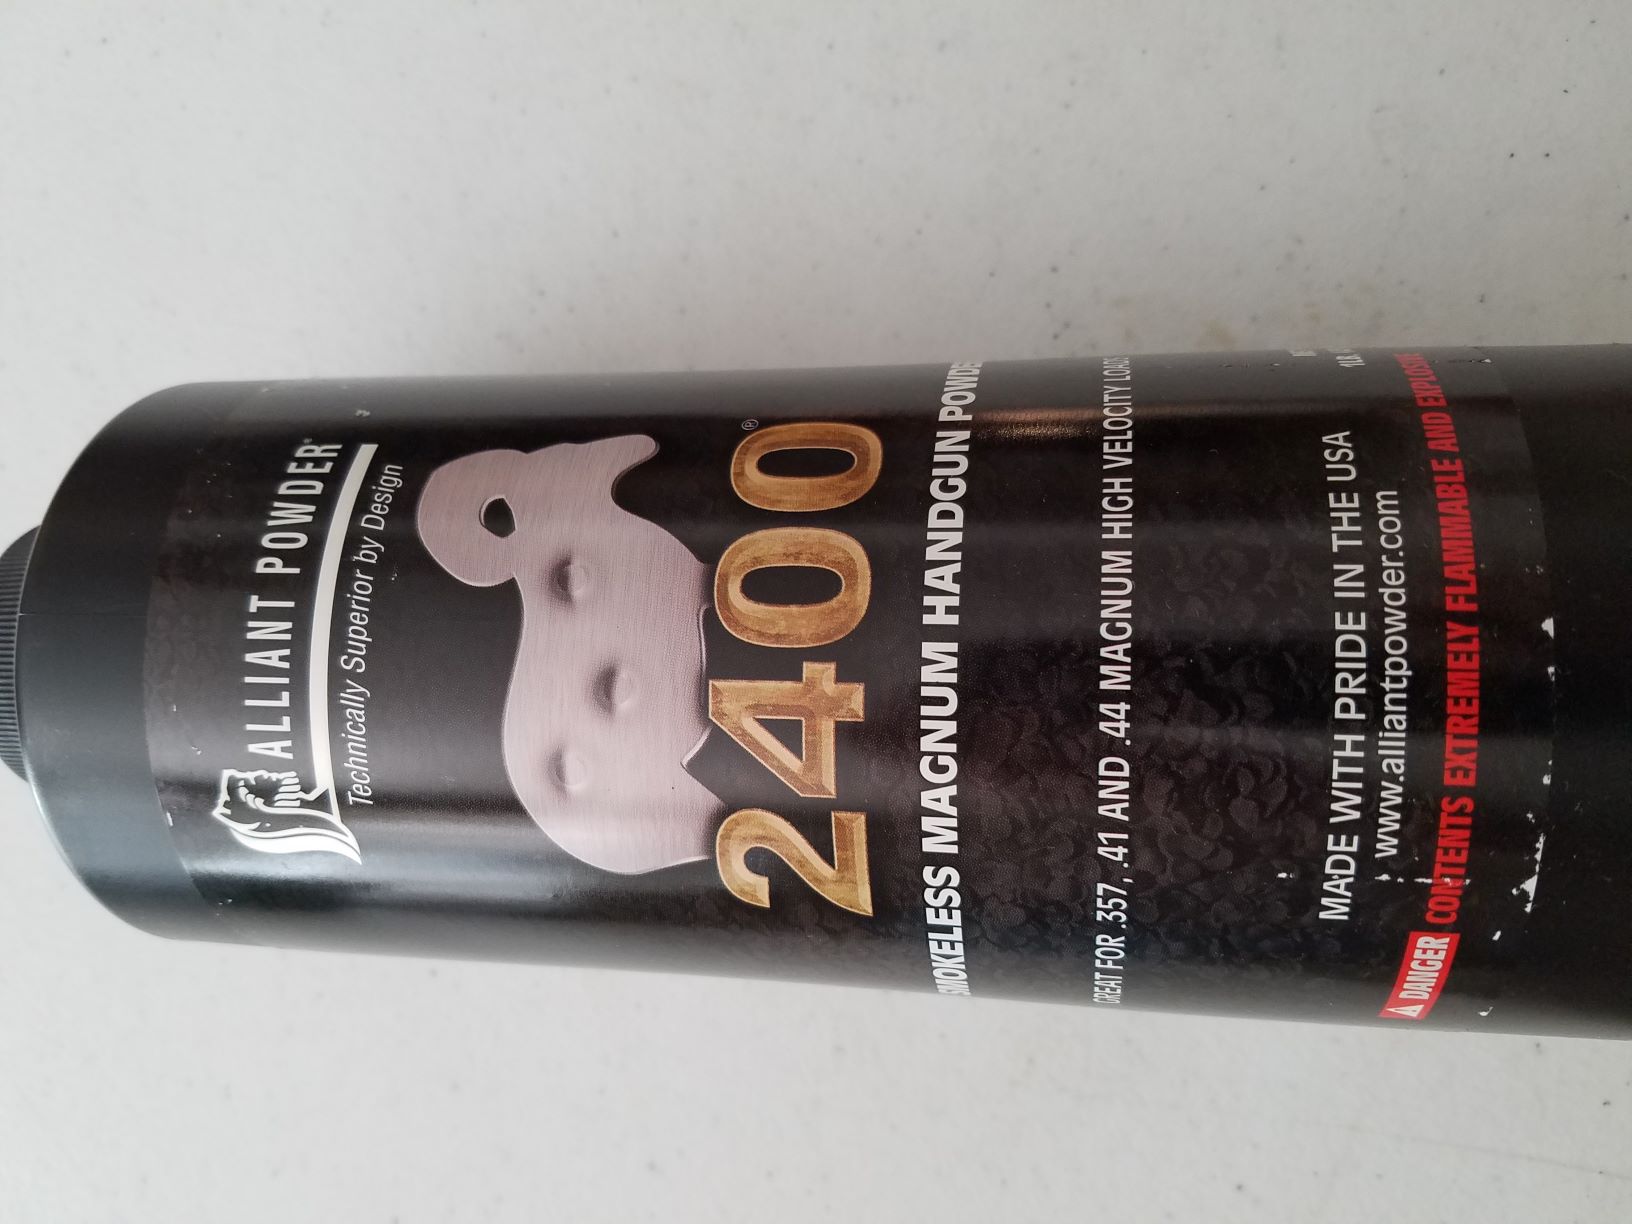 ALLIANT POWDER®
Technically Superior by Design
2400®
SMOKELESS MAGNUM HANDGUN POWDER
GREAT FOR .357, .41 AND .44 MAGNUM HIGH VELOCITY LOADS
MADE WITH PRIDE IN THE USA
www.alliantpowder.com
DANGER CONTENTS EXTREMELY FLAMMABLE AND EXPLOSIVE